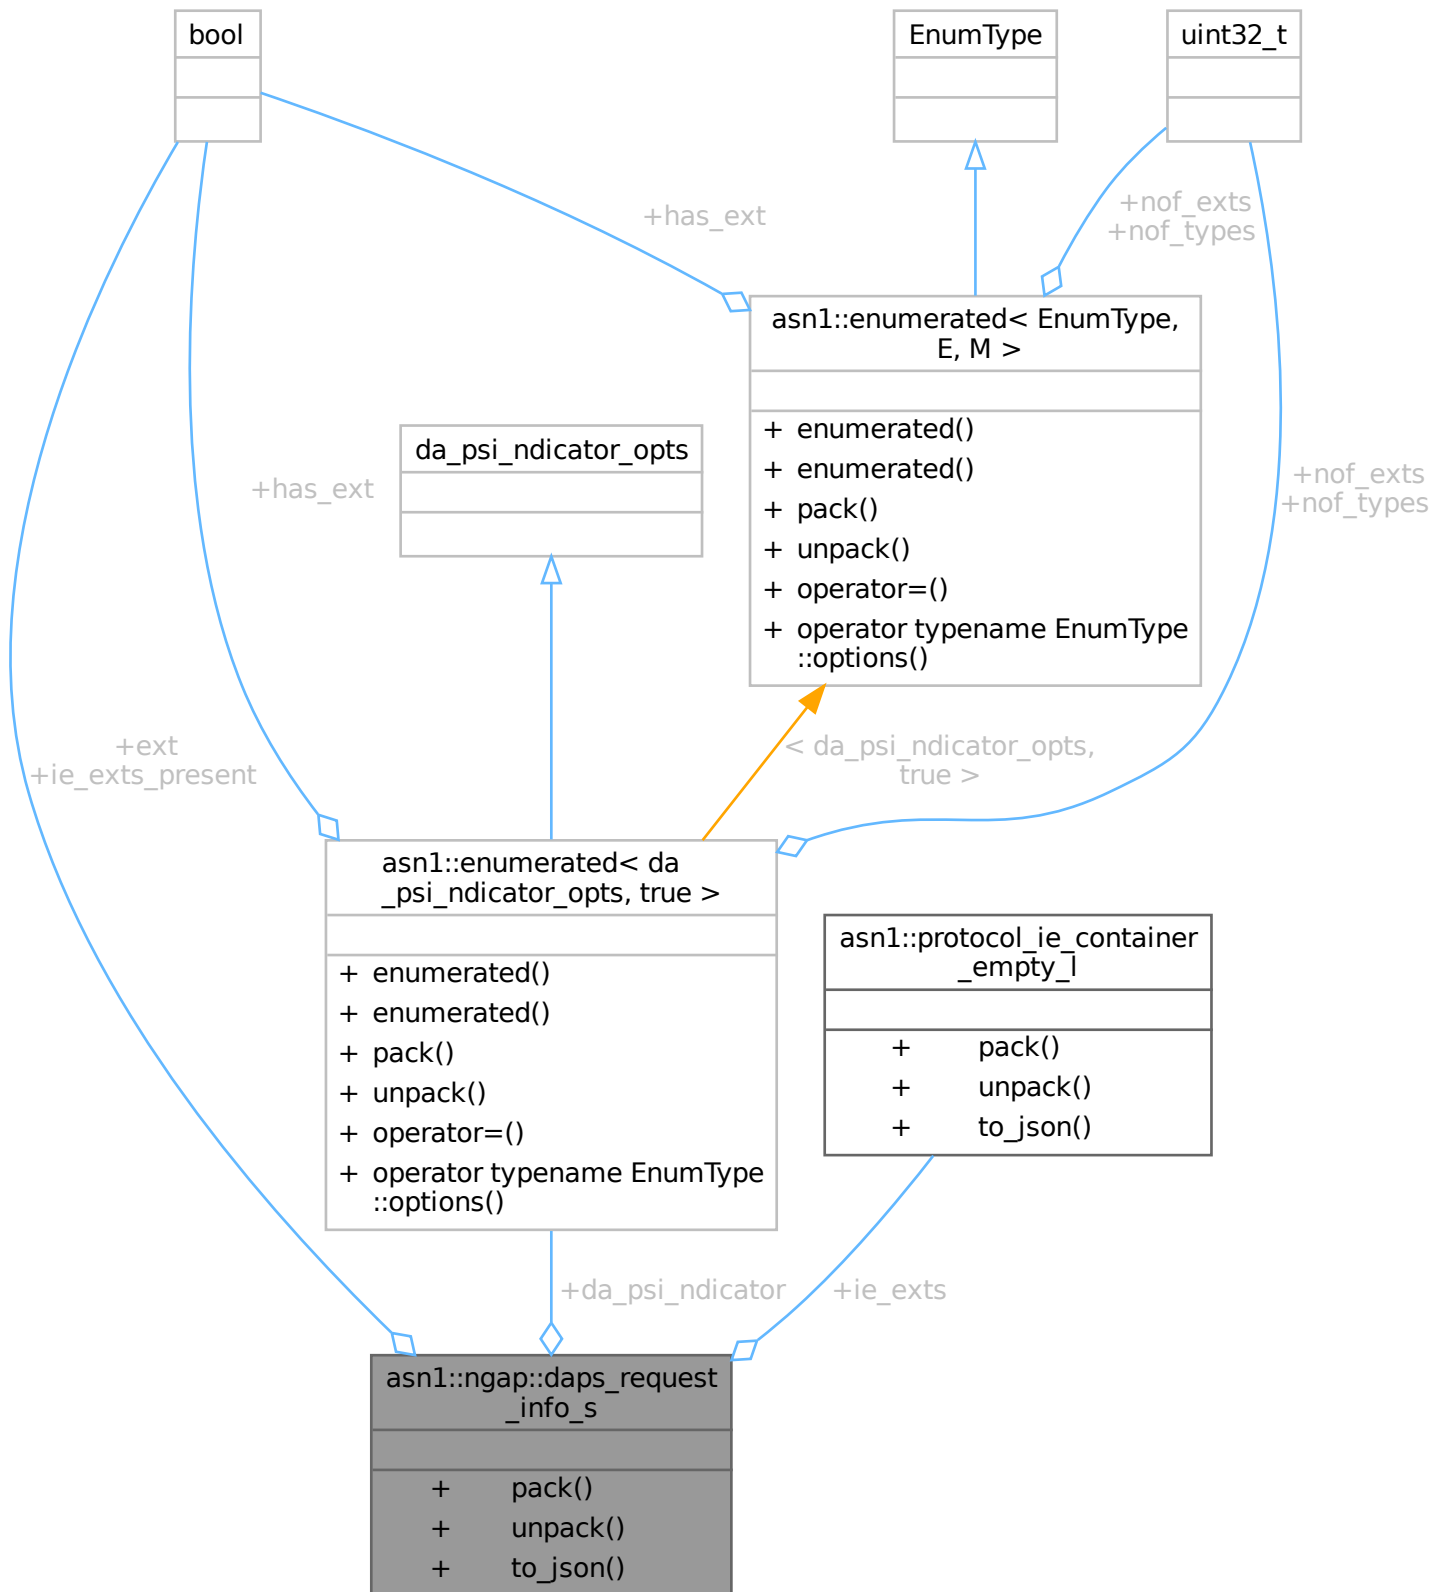 bool
EnumType
uint32_t
+has_ext
+nof_exts
+nof_types
asn1::enumerated< EnumType,
E, M >
+ enumerated()
+ enumerated()
+ pack()
+ unpack()
+ operator=()
+ operator typename EnumType
::options()
da_psi_ndicator_opts
+has_ext
+nof_exts
+nof_types
+ext
+ie_exts_present
< da_psi_ndicator_opts,
true >
asn1::enumerated< da
_psi_ndicator_opts, true >
+ enumerated()
+ enumerated()
+ pack()
+ unpack()
+ operator=()
+ operator typename EnumType
::options()
asn1::protocol_ie_container
_empty_l
+ pack()
+ unpack()
+ to_json()
+da_psi_ndicator
+ie_exts
asn1::ngap::daps_request
_info_s
+ pack()
+ unpack()
+ to_json()